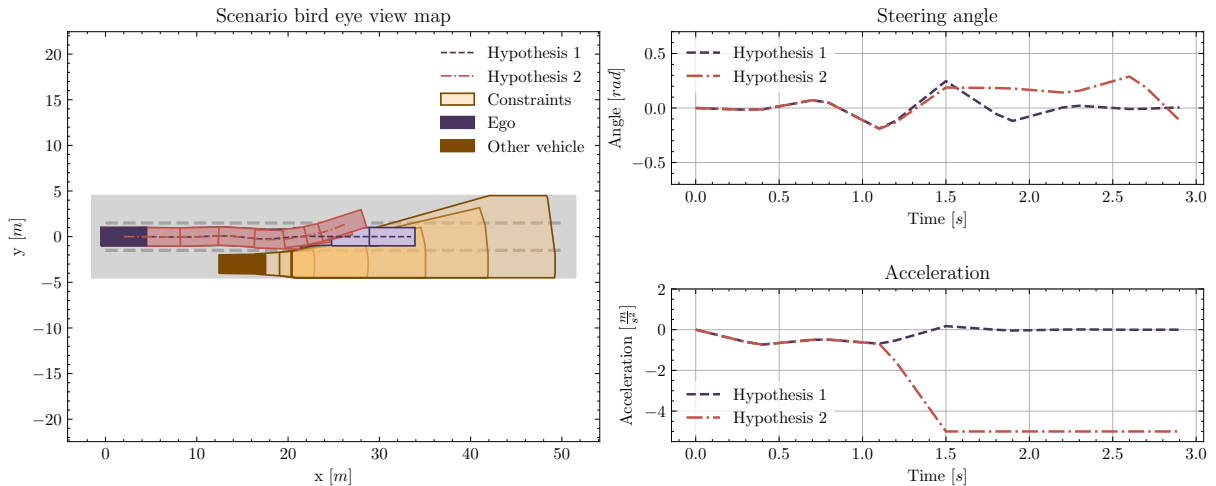 Scenario bird eye view map
20
15
10
5
0
−5
−10
−15
−20
y [m]
0
10
20
30
40
50
x [m]
Hypothesis 1
Hypothesis 2
Constraints
Ego
Other vehicle
Steering angle
0.5
0.0
−0.5
Angle [rad]
Hypothesis 1
Hypothesis 2
0.0
0.5
1.0
1.5
2.0
2.5
3.0
Time [s]
Acceleration
2
0
−2
−4
Acceleration [m/s²]
Hypothesis 1
Hypothesis 2
0.0
0.5
1.0
1.5
2.0
2.5
3.0
Time [s]